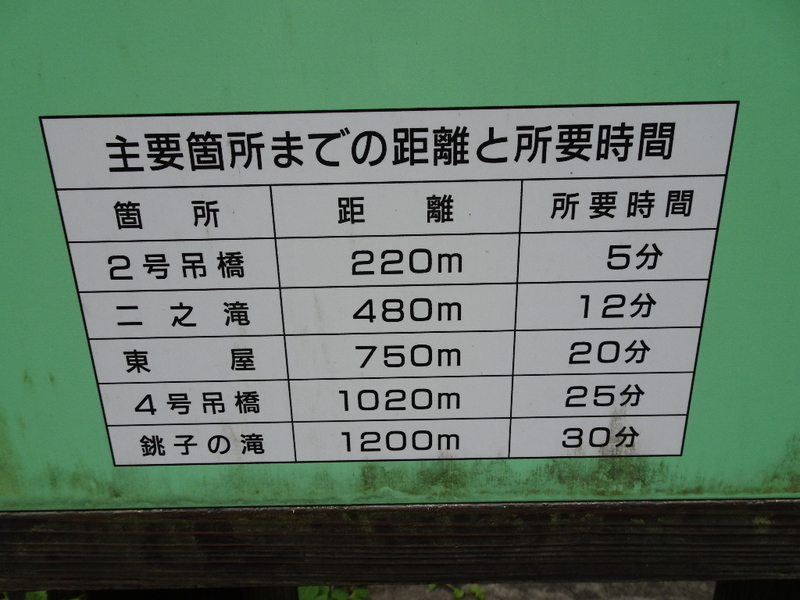 主要箇所までの距離と所要時間
箇所 距離 所要時間
2号吊橋 220m 5分
二之滝 480m 12分
東屋 750m 20分
4号吊橋 1020m 25分
銚子の滝 1200m 30分